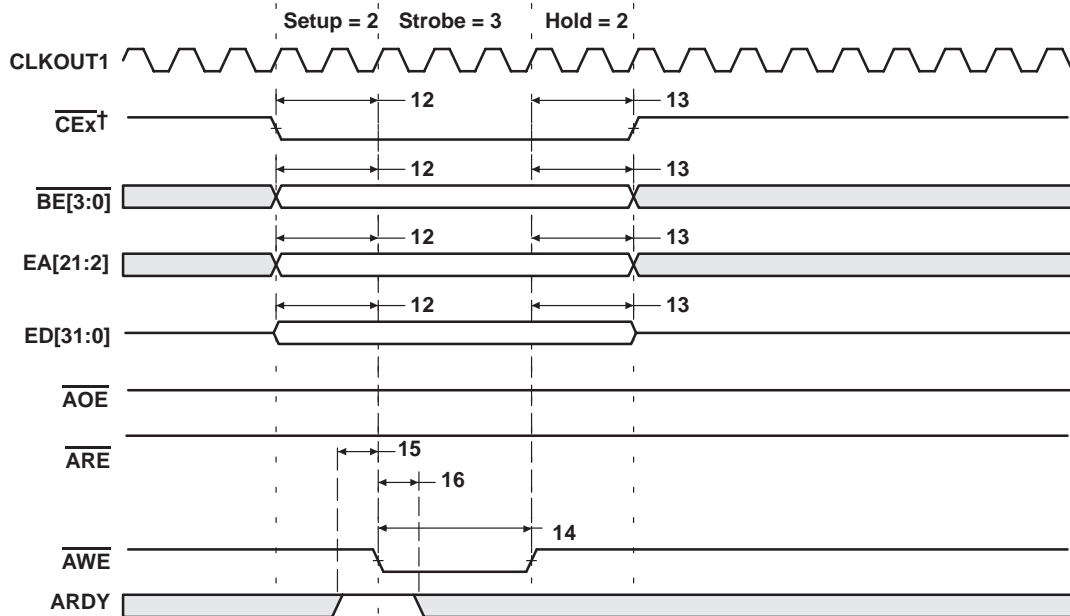 Setup = 2 Strobe = 3 Hold = 2
CLKOUT1
12 13
CEx†
12 13
BE[3:0]
12 13
EA[21:2]
12 13
ED[31:0]
AOE
15
ARE
16
14
AWE
ARDY